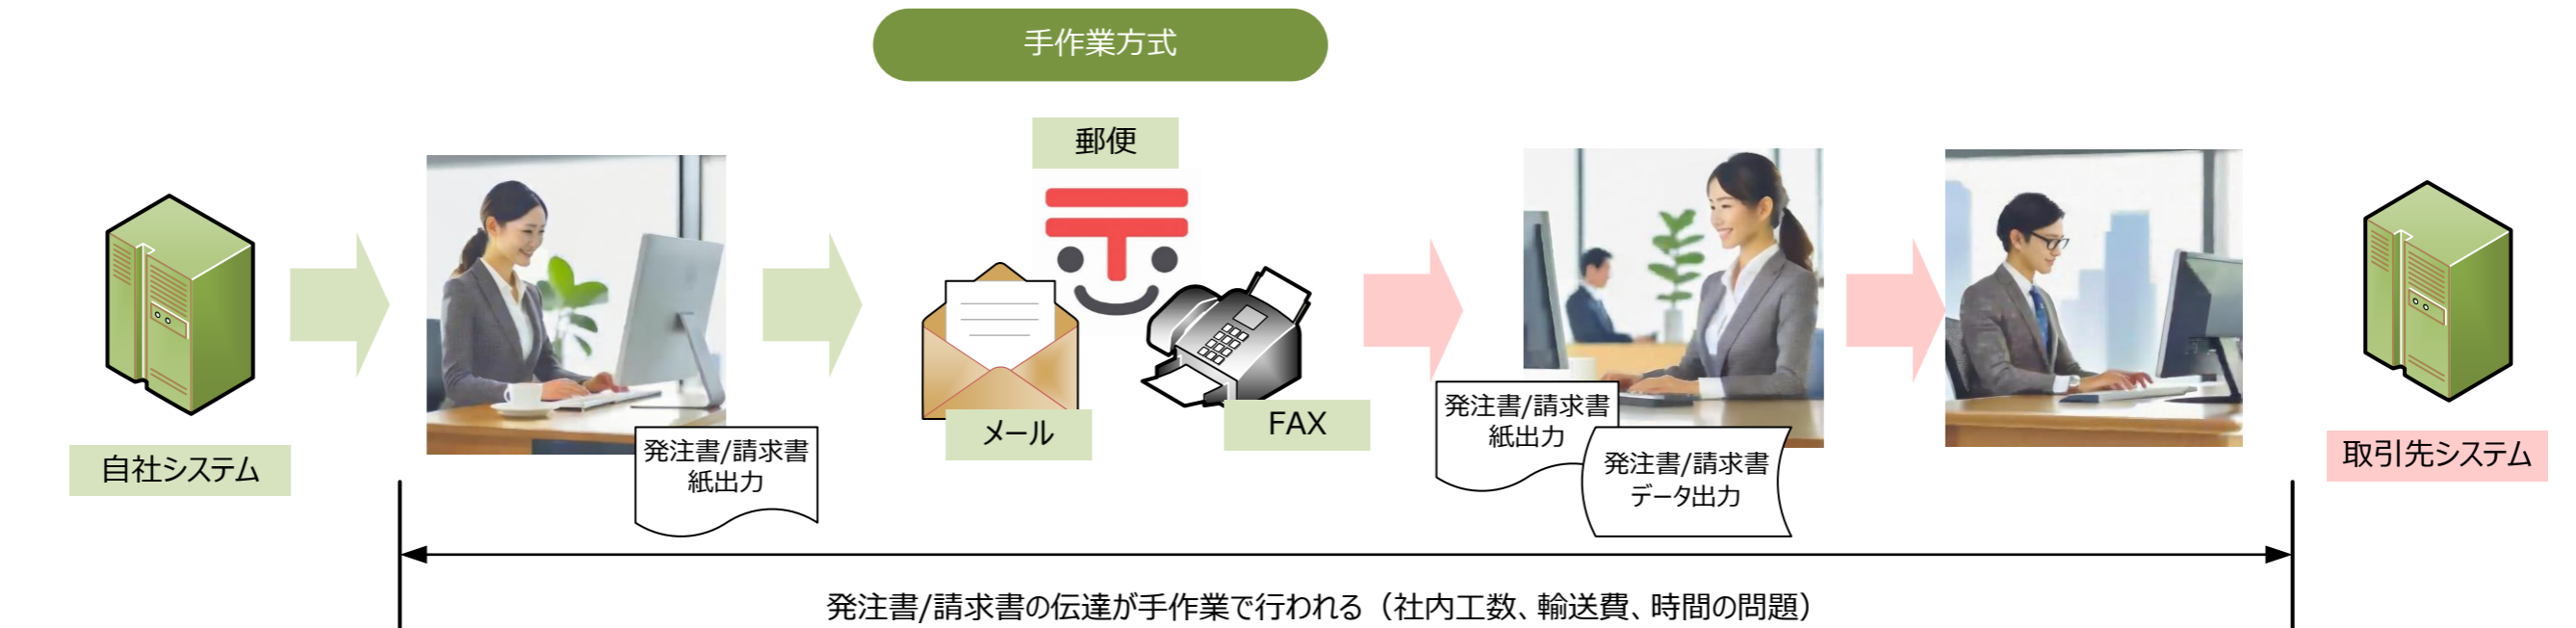 手作業方式
郵便
メール
FAX
自社システム
発注書/請求書
紙出力
発注書/請求書
紙出力
発注書/請求書
データ出力
取引先システム
発注書/請求書の伝達が手作業で行われる（社内工数、輸送費、時間の問題）